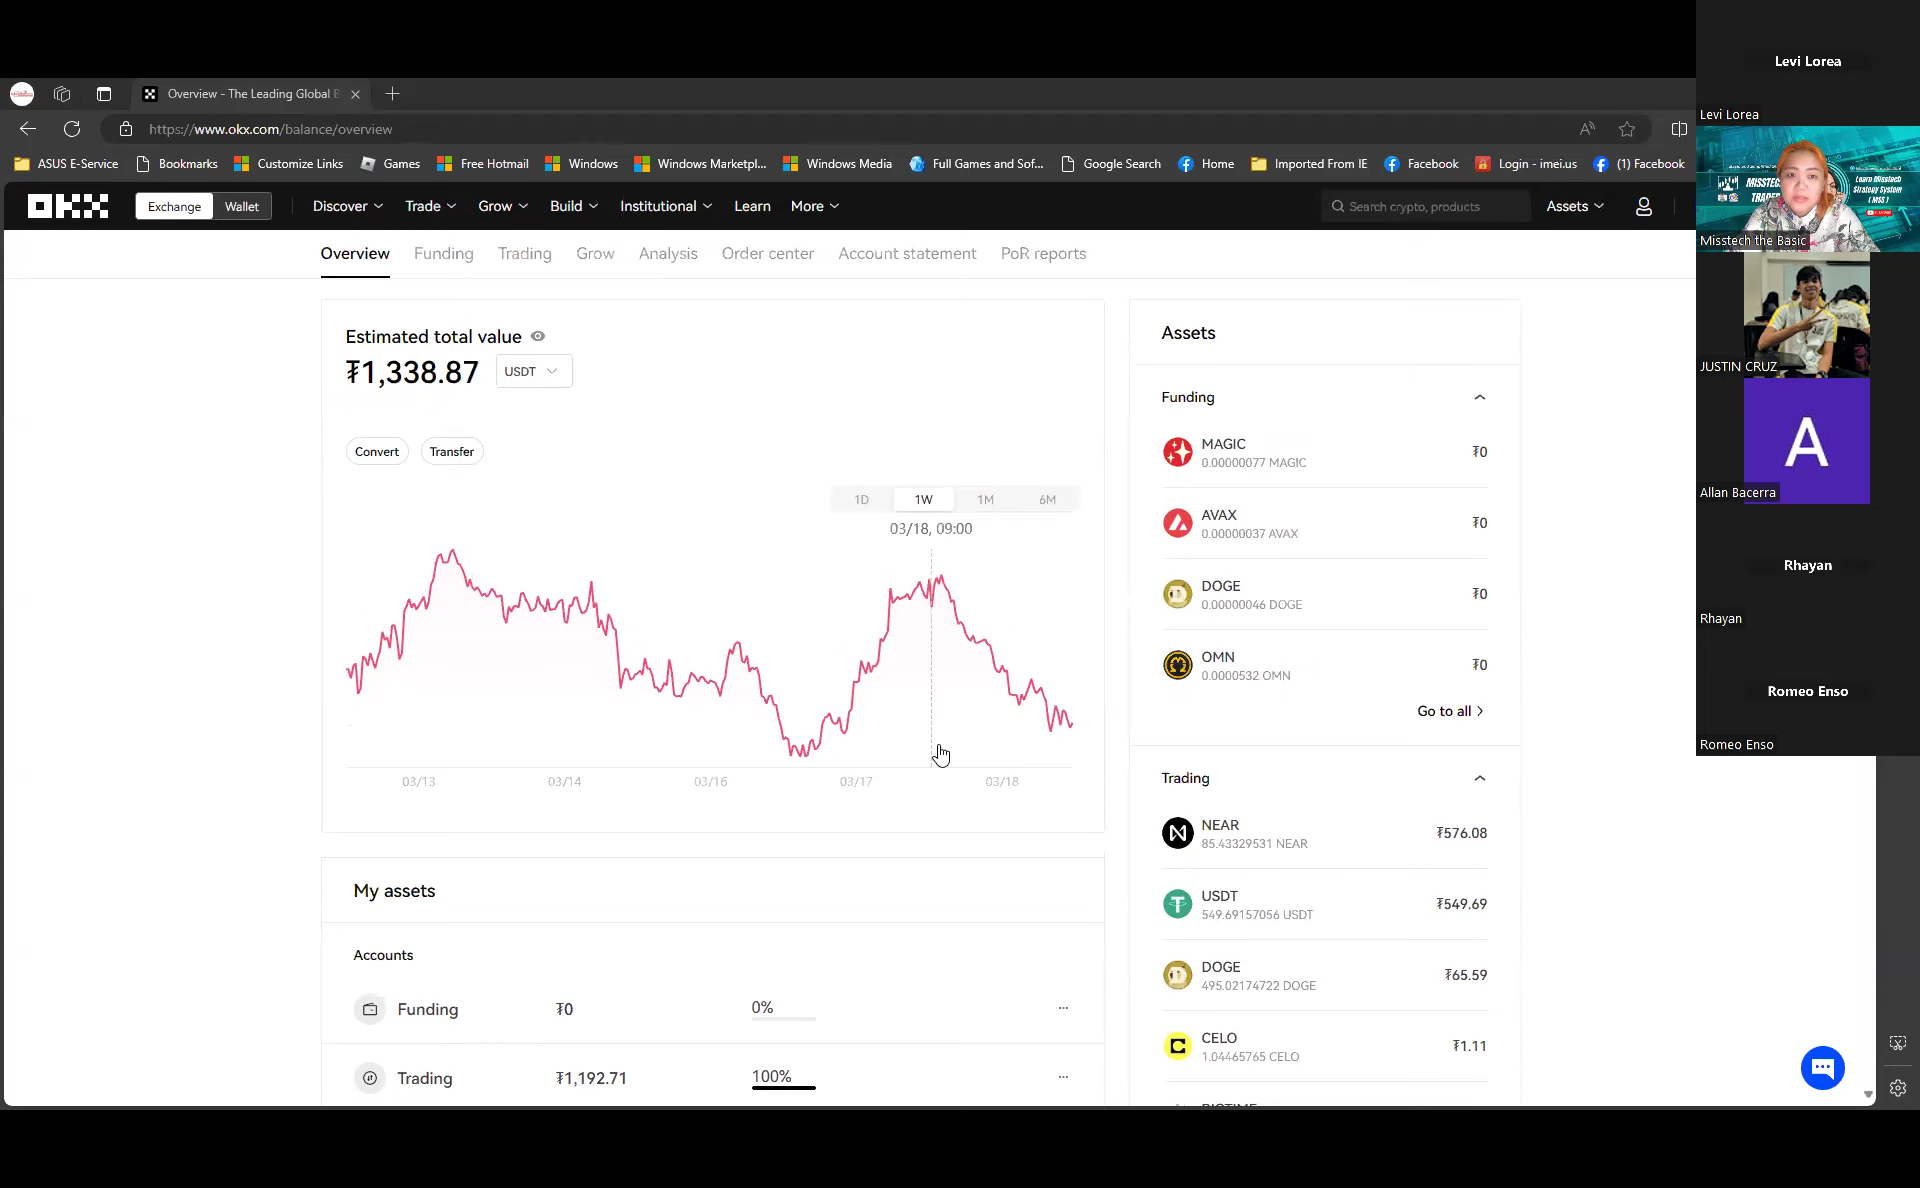 Overview - The Leading Global B
https://www.okx.com/balance/overview
ASUS E-Service
Bookmarks
Customize Links
Games
Free Hotmail
Windows
Windows Marketpl...
Windows Media
Full Games and Sof...
Google Search
Home
Imported From IE
Facebook
Login - imei.us
(1) Facebook
OKX
Exchange
Wallet
Discover
Trade
Grow
Build
Institutional
Learn
More
Search crypto, products
Assets
Overview
Funding
Trading
Grow
Analysis
Order center
Account statement
PoR reports
Estimated total value
₮1,338.87
USDT
Convert
Transfer
1D
1W
1M
6M
03/18, 09:00
03/13
03/14
03/16
03/17
03/18
My assets
Accounts
Funding
₮0
0%
...
Trading
₮1,192.71
100%
...
Assets
Funding
MAGIC
0.00000077 MAGIC
₮0
AVAX
0.00000037 AVAX
₮0
DOGE
0.00000046 DOGE
₮0
OMN
0.0000532 OMN
₮0
Go to all >
Trading
NEAR
85.43329531 NEAR
₮576.08
USDT
549.69157056 USDT
₮549.69
DOGE
495.02174722 DOGE
₮65.59
CELO
1.04465765 CELO
₮1.11
Levi Lorea
Levi Lorea
Learn Misstech
Strategy System
( MSS )
Misstech the Basic
JUSTIN CRUZ
A
Allan Bacerra
Rhayan
Rhayan
Romeo Enso
Romeo Enso